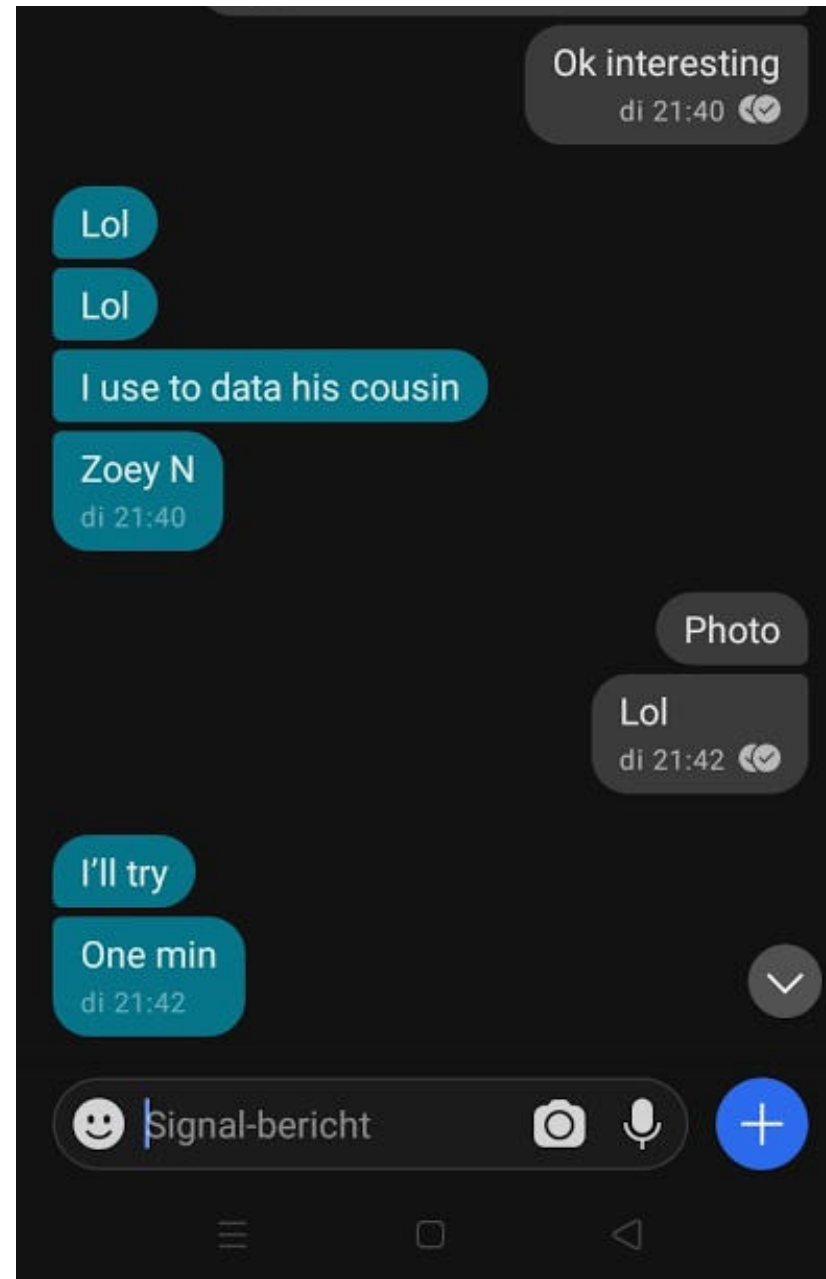 Ok interesting
di 21:40
Lol
Lol
I use to data his cousin
Zoey N
di 21:40
Photo
Lol
di 21:42
I'll try
One min
di 21:42
Signal-bericht